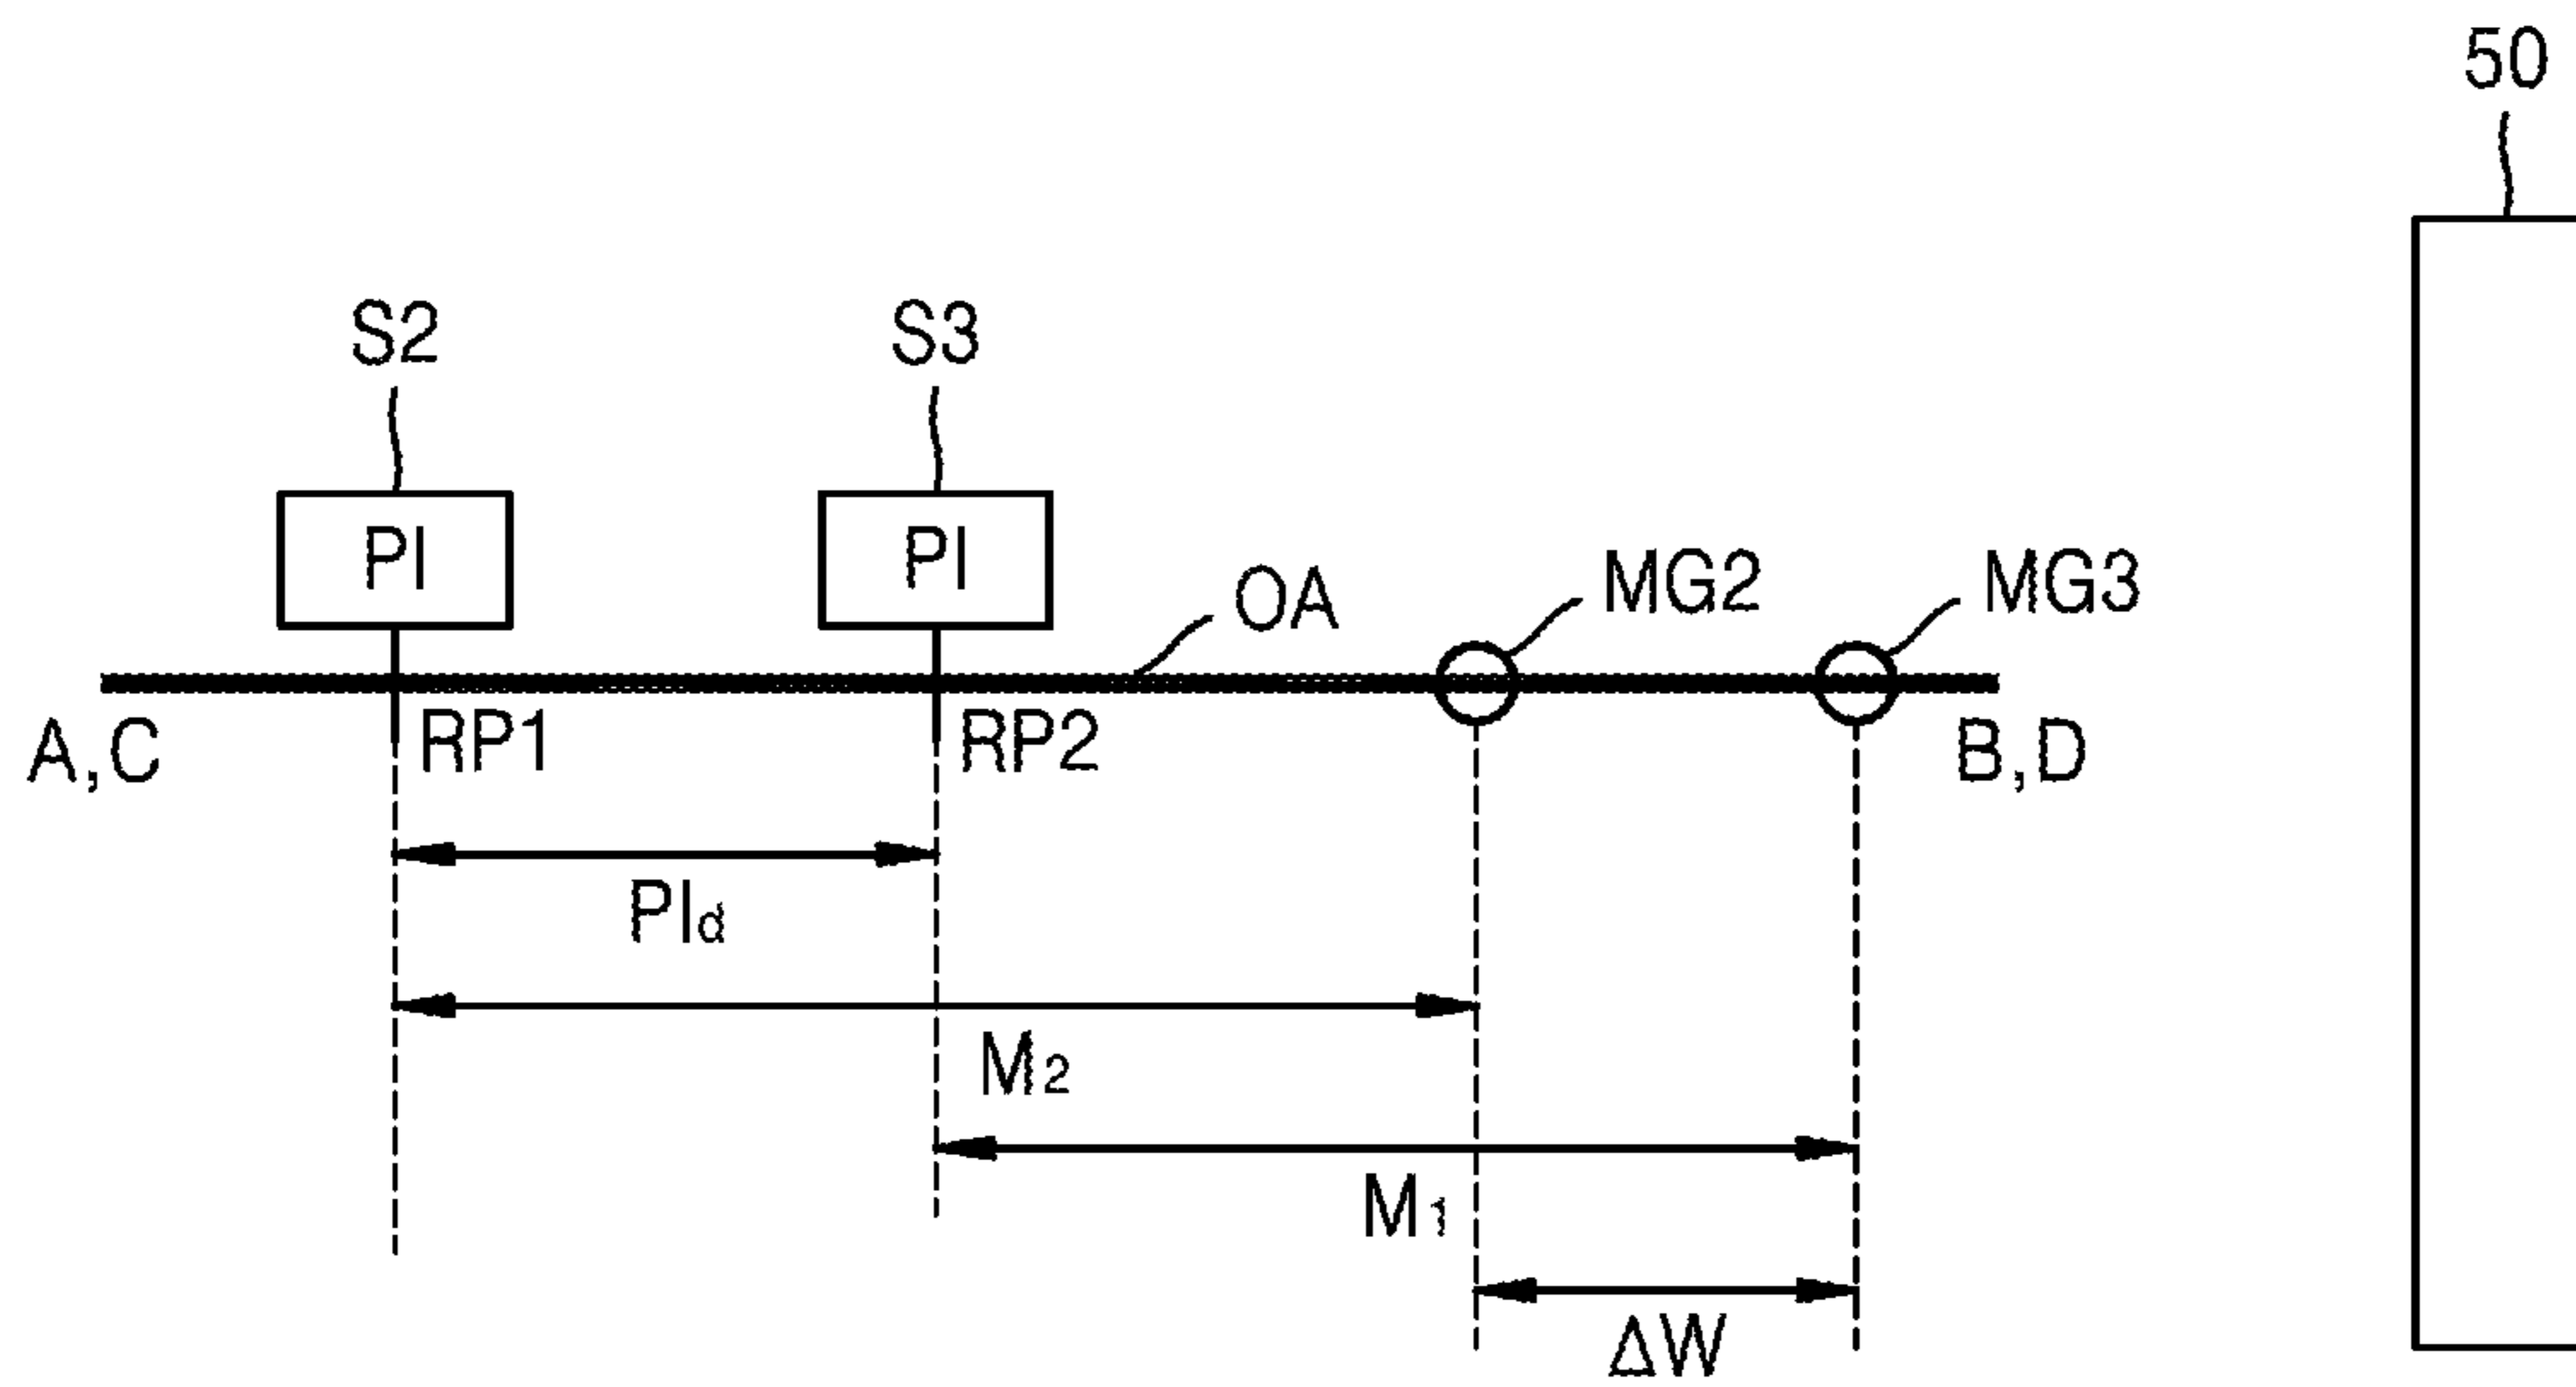 50
S2
S3
PI
PI
OA
MG2
MG3
A,C
RP1
RP2
B,D
PId
M2
M1
ΔW